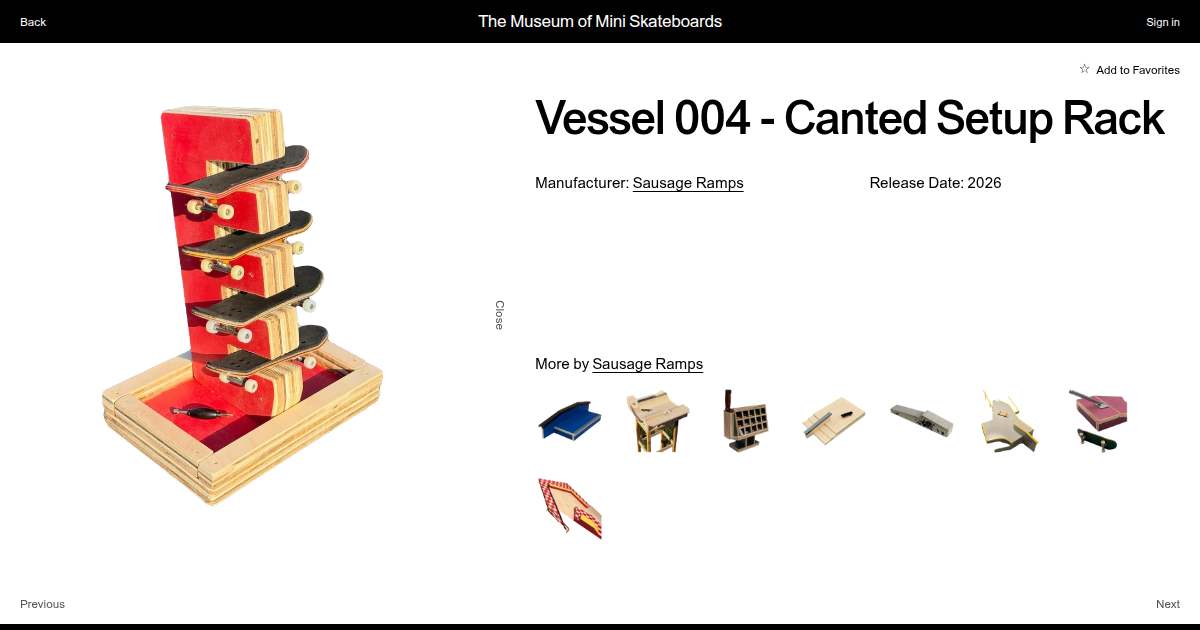 Back
The Museum of Mini Skateboards
Sign in
☆ Add to Favorites
Vessel 004 - Canted Setup Rack
Manufacturer: Sausage Ramps
Release Date: 2026
Close
More by Sausage Ramps
Previous
Next